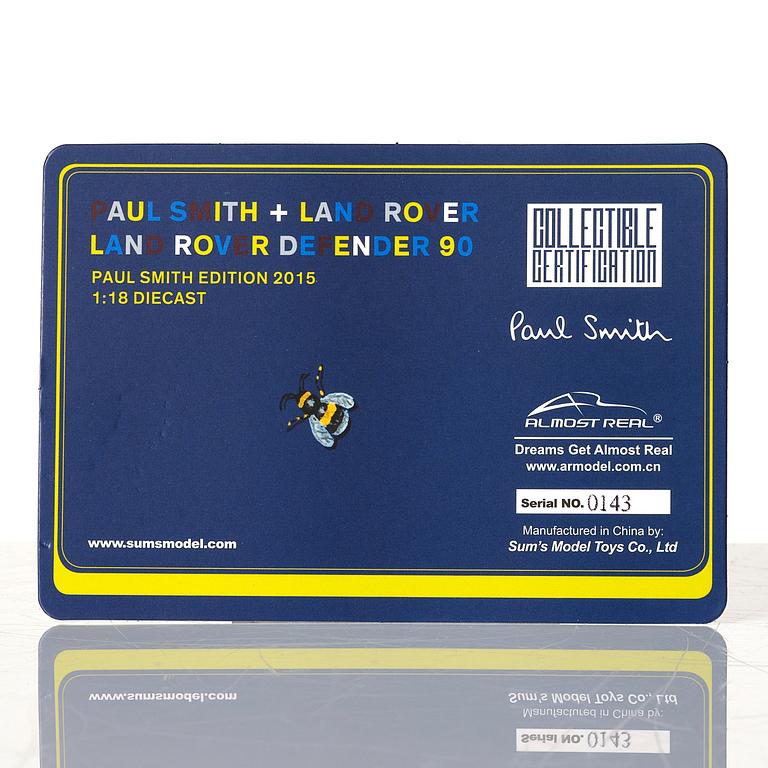 PAUL SMITH + LAND ROVER
LAND ROVER DEFENDER 90
PAUL SMITH EDITION 2015
1:18 DIECAST
COLLECTIBLE
CERTIFICATION
Paul Smith
ALMOST REAL®
Dreams Get Almost Real
www.armodel.com.cn
Serial NO. 0143
Manufactured in China by:
Sum's Model Toys Co., Ltd
www.sumsmodel.com